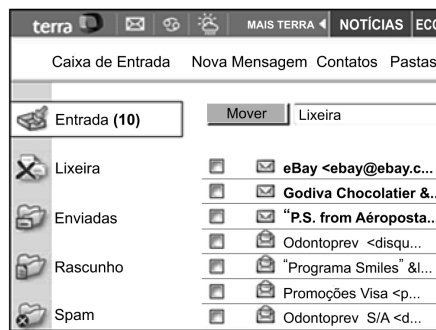 terra MAIS TERRA NOTÍCIAS ECO
Caixa de Entrada Nova Mensagem Contatos Pastas
Entrada (10) Mover Lixeira
Lixeira eBay <ebay@ebay.c...
Godiva Chocolatier &..
Enviadas "P.S. from Aéroposta..
Odontoprev <disqu...
Rascunho "Programa Smiles" &l...
Promoções Visa <p...
Spam Odontoprev S/A <d...